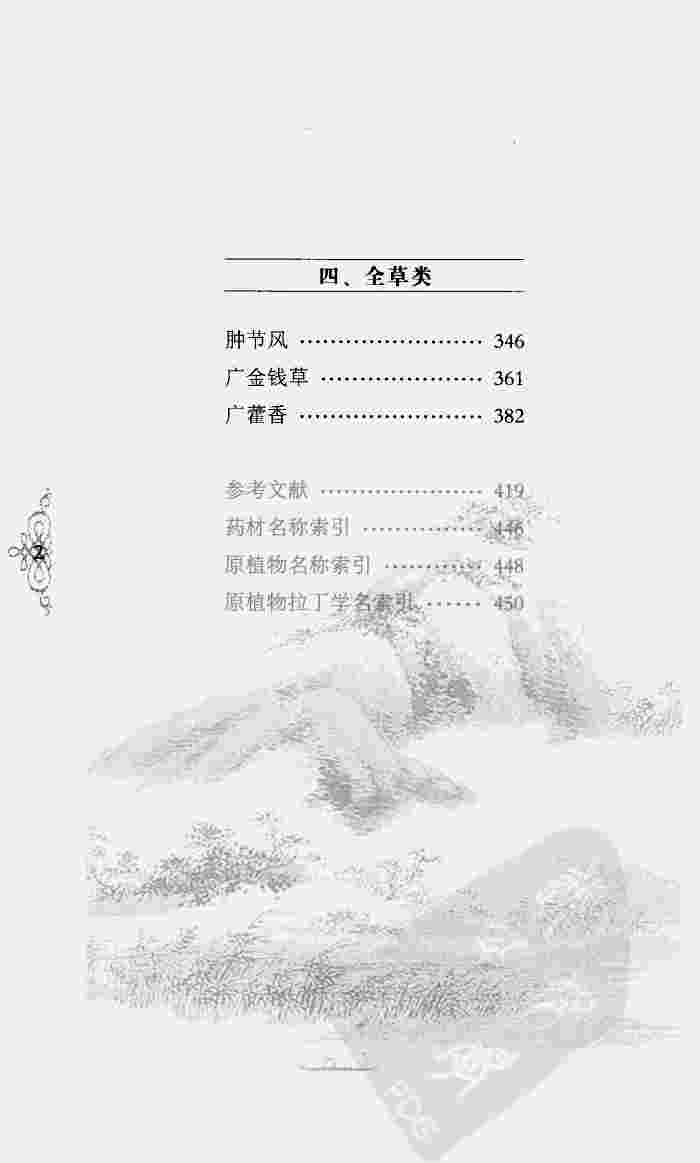 四、全草类
肿节风 …………………… 346
广金钱草 ………………… 361
广藿香 …………………… 382
参考文献 ………………… 419
药材名称索引 …………… 446
原植物名称索引 ………… 448
原植物拉丁学名索引 …… 450
2
PDG